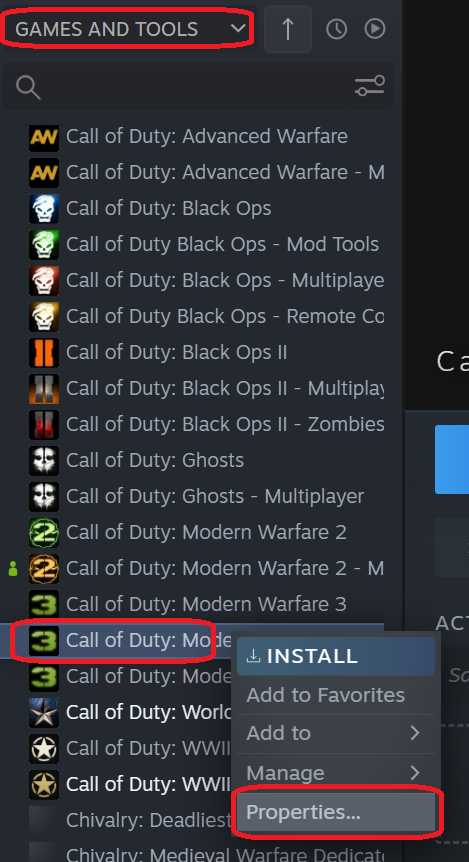 GAMES AND TOOLS
Call of Duty: Advanced Warfare
Call of Duty: Advanced Warfare - M
Call of Duty: Black Ops
Call of Duty Black Ops - Mod Tools
Call of Duty: Black Ops - Multiplaye
Call of Duty Black Ops - Remote Co
Call of Duty: Black Ops II
Call of Duty: Black Ops II - Multiplay
Call of Duty: Black Ops II - Zombies
Call of Duty: Ghosts
Call of Duty: Ghosts - Multiplayer
Call of Duty: Modern Warfare 2
Call of Duty: Modern Warfare 2 - M
Call of Duty: Modern Warfare 3
Call of Duty: Mode
Call of Duty: Mode
Call of Duty: World
Call of Duty: WWII
Call of Duty: WWII
Chivalry: Deadliest
Chivalry: Medieval Warfare Dedicate
INSTALL
Add to Favorites
Add to
Manage
Properties...
Ca
ACT
So